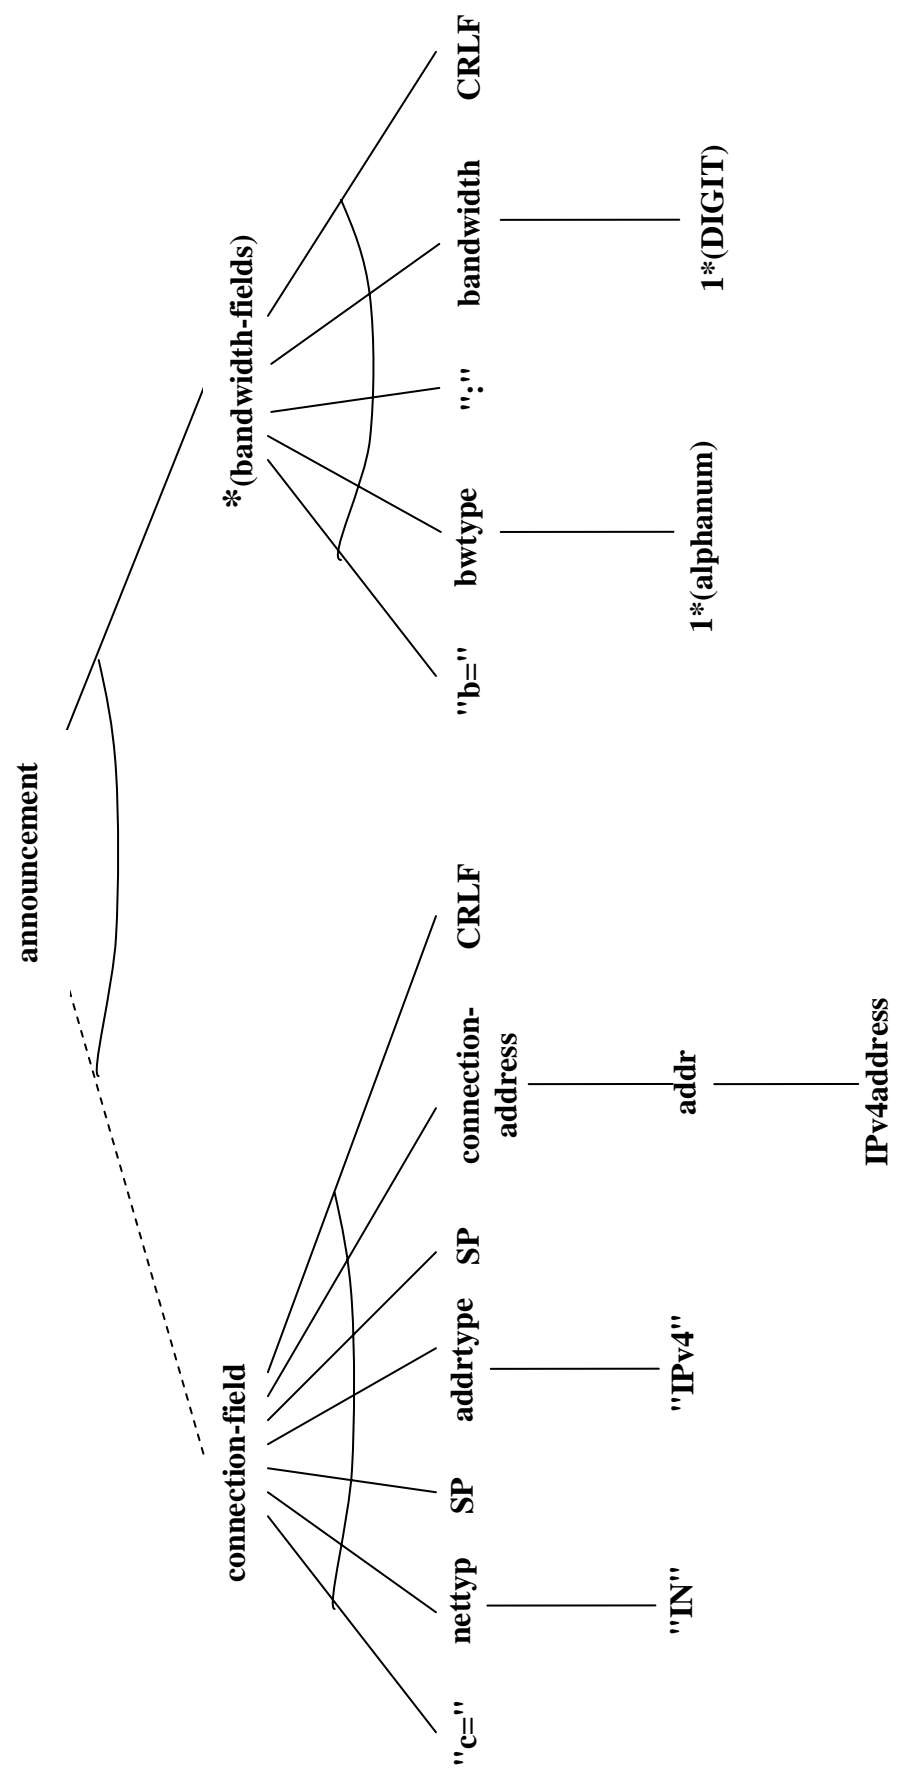 announcement
connection-field
*(bandwidth-fields)
"c="
nettyp
SP
addrtype
SP
connection-
address
CRLF
"b="
bwtype
":"
bandwidth
CRLF
"IN"
"IPv4"
addr
1*(alphanum)
1*(DIGIT)
IPv4address